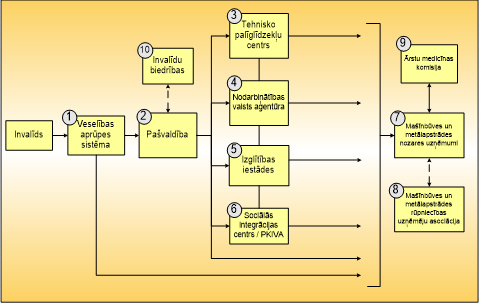 3
Tehnisko
palīglīdzekļu
centrs
10
Invalīdu
biedrības
9
Ārstu medicīnas
komisija
4
Nodarbinātības
valsts aģentūra
Invalīds
1
Veselības
aprūpes
sistēma
2
Pašvaldība
7
Mašīnbūves un
metālapstrādes
nozares uzņēmumi
5
Izglītības
iestādes
8
Mašīnbūves un
metālapstrādes
rūpniecības
uzņēmēju asociācija
6
Sociālās
integrācijas
centrs / PKIVA